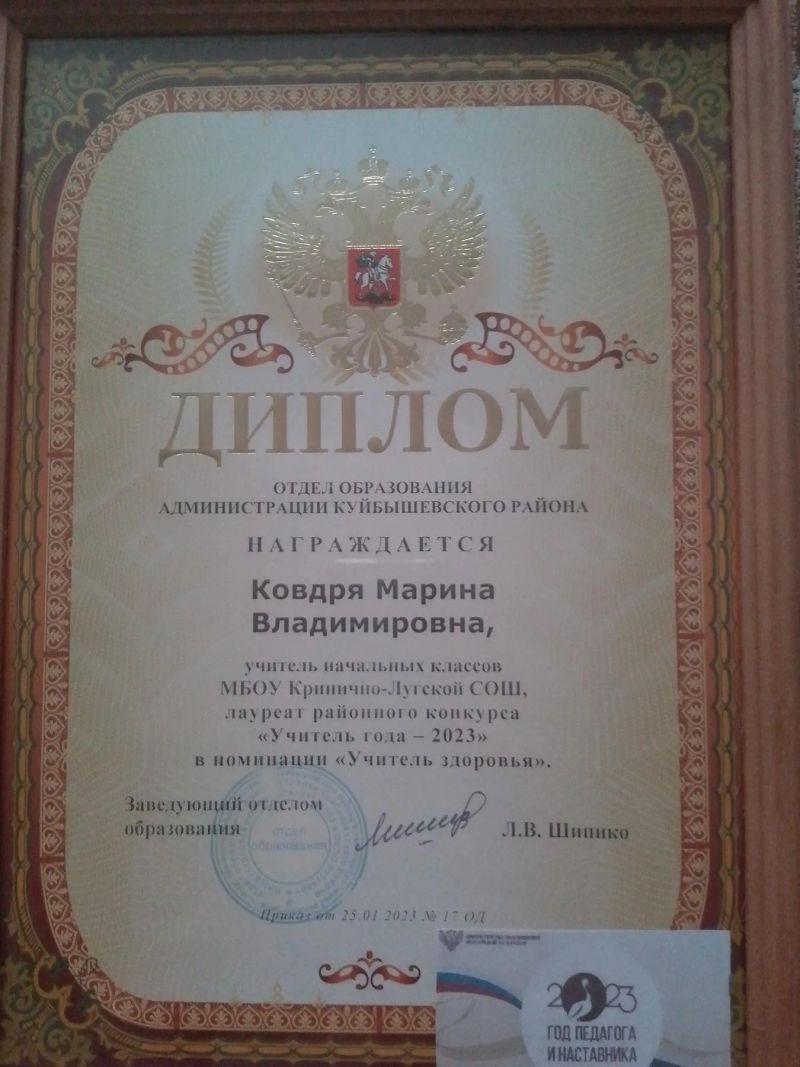 ДИПЛОМ
ОТДЕЛ ОБРАЗОВАНИЯ
АДМИНИСТРАЦИИ КУЙБЫШЕВСКОГО РАЙОНА
НАГРАЖДАЕТСЯ
Ковдря Марина
Владимировна,
учитель начальных классов
МБОУ Кринично-Лугской СОШ,
лауреат районного конкурса
«Учитель года – 2023»
в номинации «Учитель здоровья».
Заведующий отделом
образования
Л.В. Шипико
отдел
образования
Приказ от 25.01.2023 № 17 ОД
2023
ГОД ПЕДАГОГА
И НАСТАВНИКА